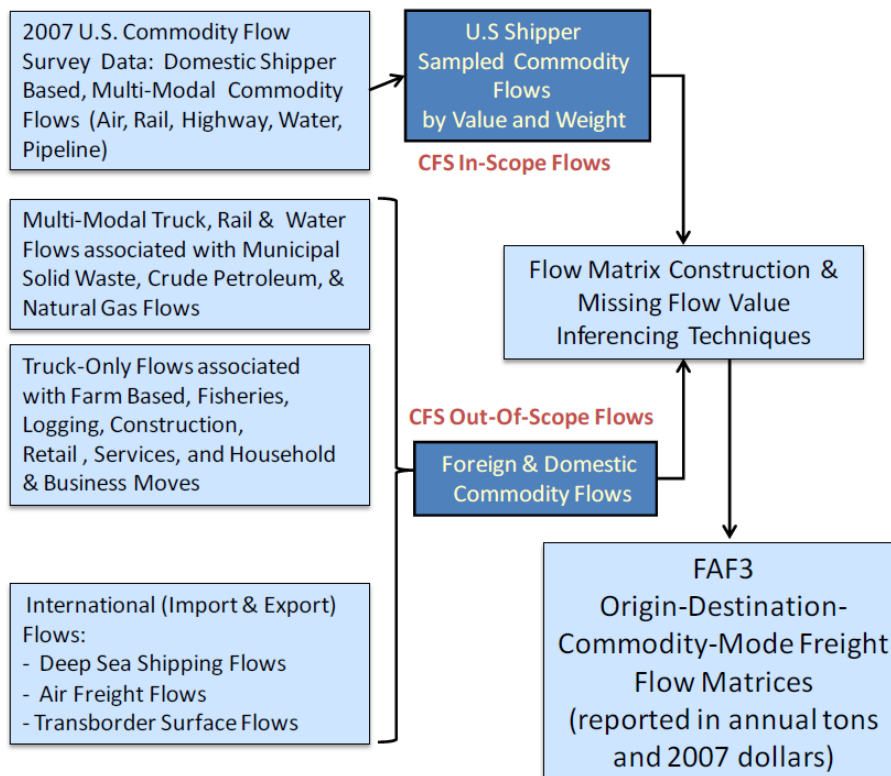 2007 U.S. Commodity Flow
Survey Data: Domestic Shipper
Based, Multi-Modal Commodity
Flows (Air, Rail, Highway, Water,
Pipeline)
U.S Shipper
Sampled Commodity
Flows
by Value and Weight
CFS In-Scope Flows
Multi-Modal Truck, Rail & Water
Flows associated with Municipal
Solid Waste, Crude Petroleum, &
Natural Gas Flows
Flow Matrix Construction &
Missing Flow Value
Inferencing Techniques
Truck-Only Flows associated
with Farm Based, Fisheries,
Logging, Construction,
Retail , Services, and Household
& Business Moves
CFS Out-Of-Scope Flows
Foreign & Domestic
Commodity Flows
International (Import & Export)
Flows:
- Deep Sea Shipping Flows
- Air Freight Flows
- Transborder Surface Flows
FAF3
Origin-Destination-
Commodity-Mode Freight
Flow Matrices
(reported in annual tons
and 2007 dollars)